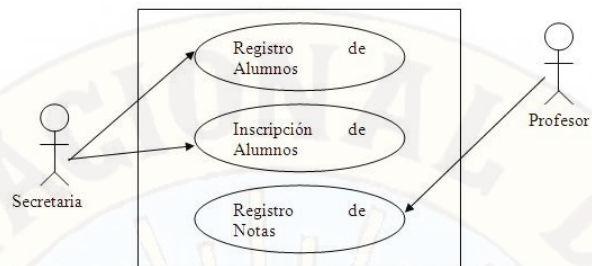 Registro de
Alumnos
Profesor
Inscripción de
Alumnos
Secretaria
Registro de
Notas